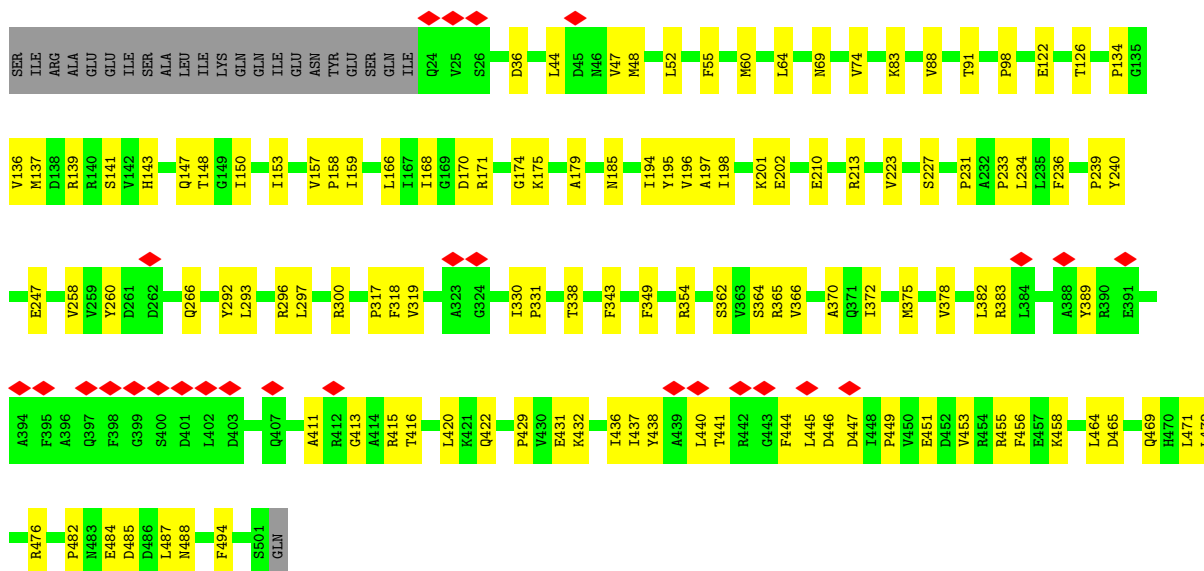 SER ILE ARG ALA GLU GLU ILE SER ALA LEU ILE LYS GLN GLN ILE GLU ASN TYR GLU SER GLN ILE Q24 V25 S26 D36 L44 D45 N46 V47 M48 L52 F55 M60 L64 N69 V74 K83 V88 T91 P98 E122 T126 P134 G135
V136 M137 D138 R139 R140 S141 V142 H143 Q147 T148 G149 I150 I153 V157 P158 I159 L166 I167 I168 G169 D170 R171 G174 K175 A179 N185 I194 Y195 V196 A197 I198 K201 E202 E210 R213 V223 S227 P231 A232 P233 L234 L235 F236 P239 Y240
E247 V258 V259 Y260 D261 D262 Q266 Y292 L293 R296 L297 R300 P317 F318 V319 A323 G324 I330 P331 T338 F343 F349 R354 S362 V363 S364 R365 V366 A370 Q371 I372 M375 V378 L382 R383 L384 A388 Y389 R390 E391
A394 F395 A396 Q397 F398 G399 S400 D401 L402 D403 Q407 A411 R412 G413 A414 R415 T416 L420 K421 Q422 P429 V430 E431 K432 I436 I437 Y438 A439 L440 T441 R442 G443 F444 L445 D446 D447 I448 P449 V450 E451 D452 V453 R454 R455 F456 E457 K458 L464 D465 Q469 H470 L471
R476 P482 N483 E484 D485 D486 L487 N488 F494 S501 GLN